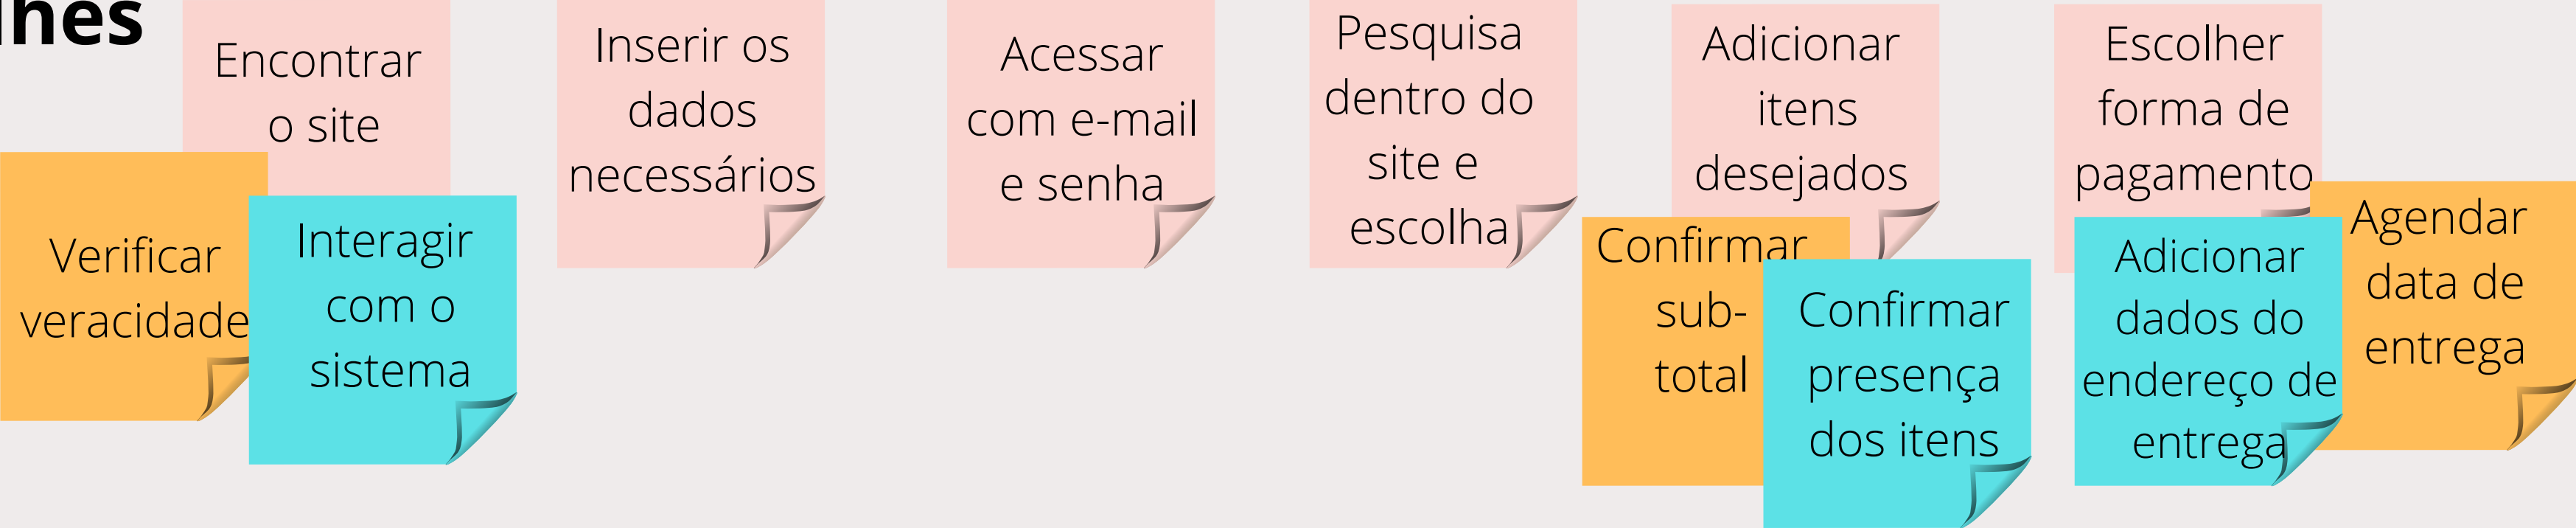 Encontrar
o site
Verificar
veracidade
Interagir
com o
sistema
Inserir os
dados
necessários
Acessar
com e-mail
e senha
Pesquisa
dentro do
site e
escolha
Adicionar
itens
desejados
Confirmar
sub-
total
Confirmar
presença
dos itens
Escolher
forma de
pagamento
Adicionar
dados do
endereço de
entrega
Agendar
data de
entrega